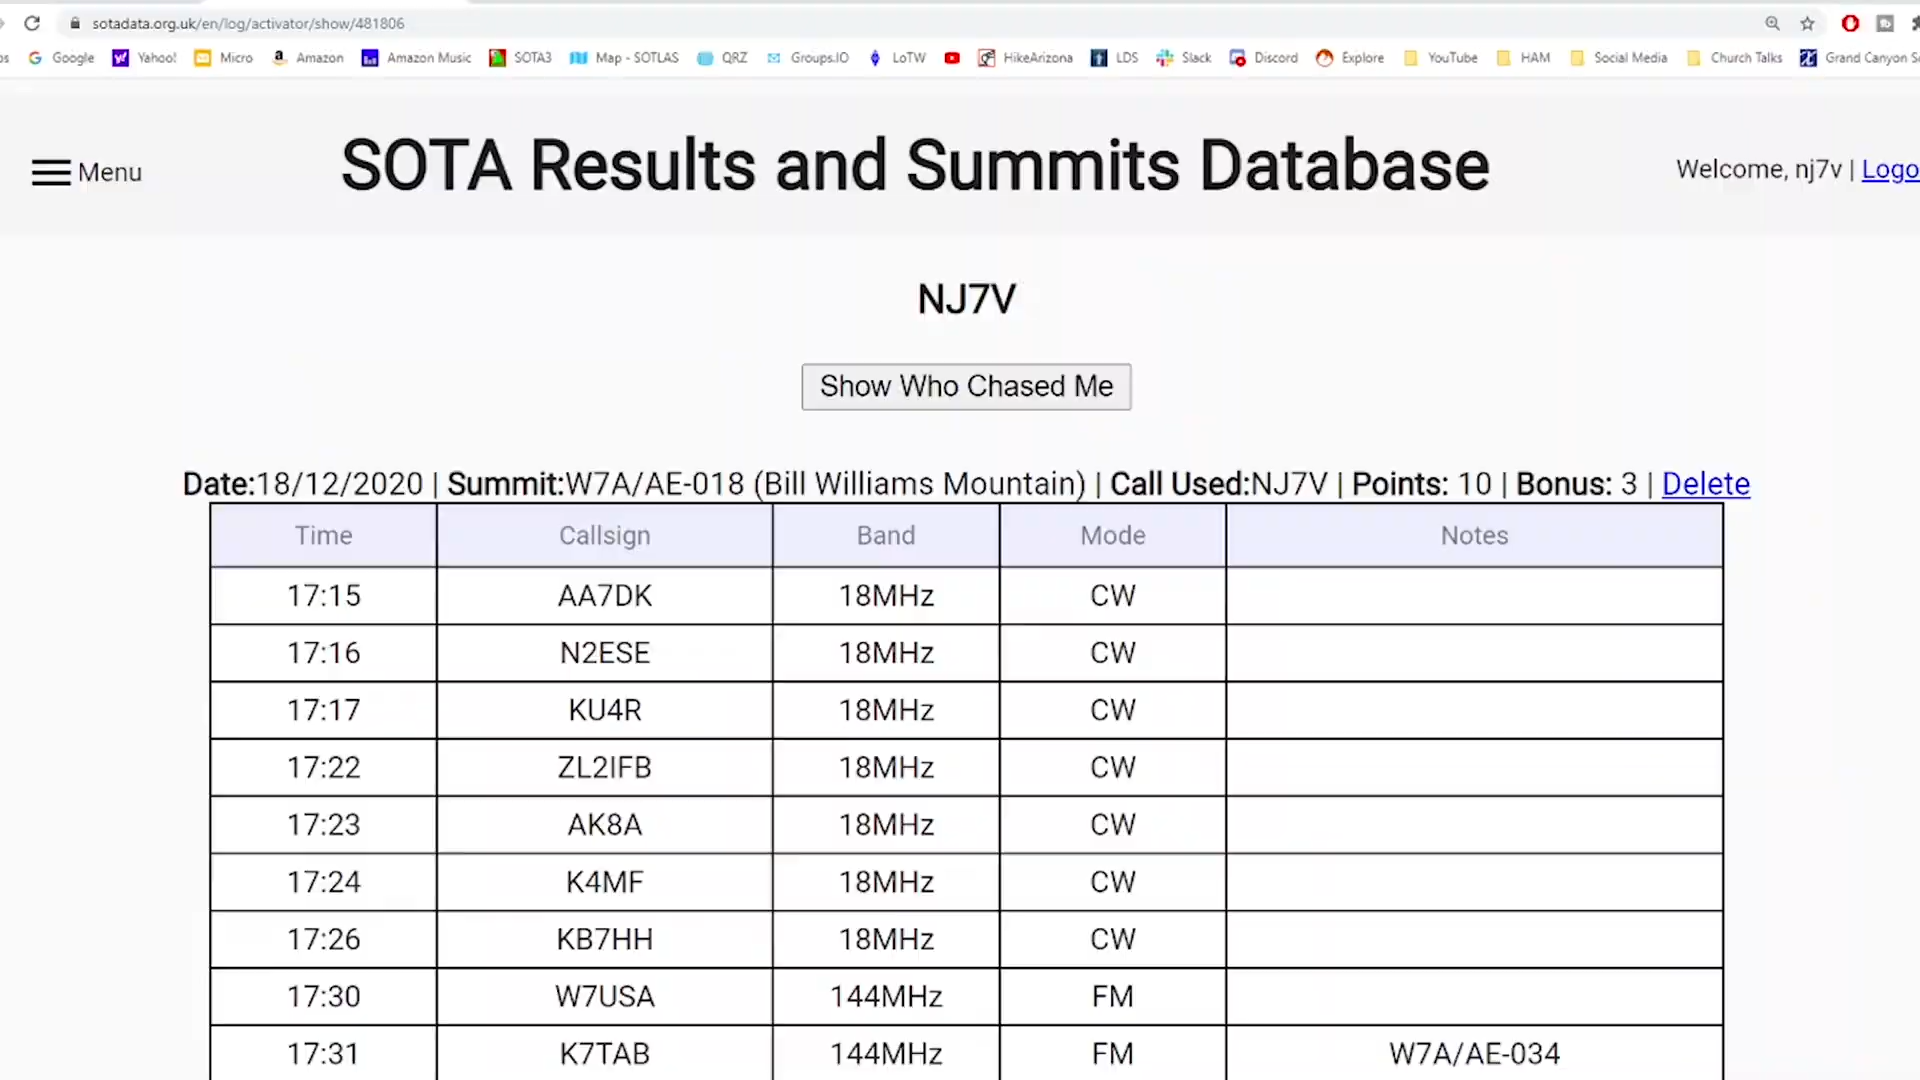 sotadata.org.uk/en/log/activator/show/481806
Google Yahoo! Micro Amazon Amazon Music SOTA3 Map - SOTLAS QRZ Groups.IO LoTW HikeArizona LDS Slack Discord Explore YouTube HAM Social Media Church Talks Grand Canyon
Menu SOTA Results and Summits Database Welcome, nj7v | Logo
NJ7V
Show Who Chased Me
Date:18/12/2020 | Summit:W7A/AE-018 (Bill Williams Mountain) | Call Used:NJ7V | Points: 10 | Bonus: 3 | Delete
Time Callsign Band Mode Notes
17:15 AA7DK 18MHz CW
17:16 N2ESE 18MHz CW
17:17 KU4R 18MHz CW
17:22 ZL2IFB 18MHz CW
17:23 AK8A 18MHz CW
17:24 K4MF 18MHz CW
17:26 KB7HH 18MHz CW
17:30 W7USA 144MHz FM
17:31 K7TAB 144MHz FM W7A/AE-034